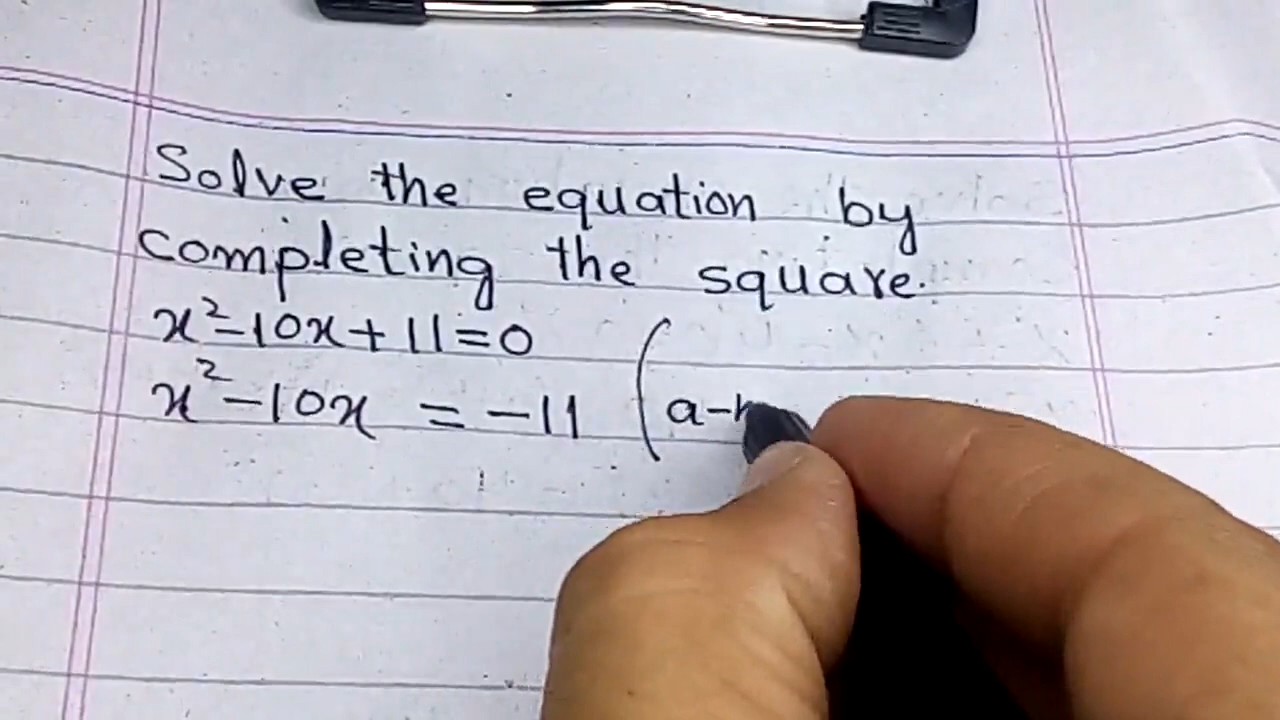 Solve the equation by
completing the square.
x²-10x+11=0
x²-10x = -11 (a-